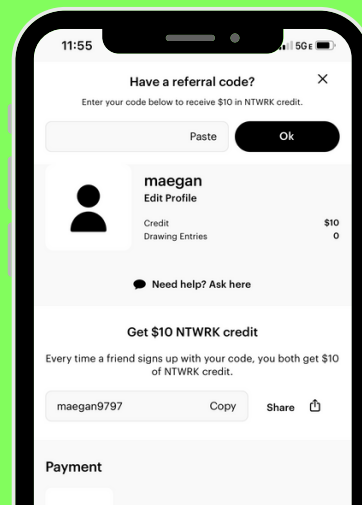 11:55
5G E
Have a referral code?
Enter your code below to receive $10 in NTWRK credit.
Paste
Ok
maegan
Edit Profile
Credit $10
Drawing Entries 0
Need help? Ask here
Get $10 NTWRK credit
Every time a friend signs up with your code, you both get $10
of NTWRK credit.
maegan9797 Copy Share
Payment